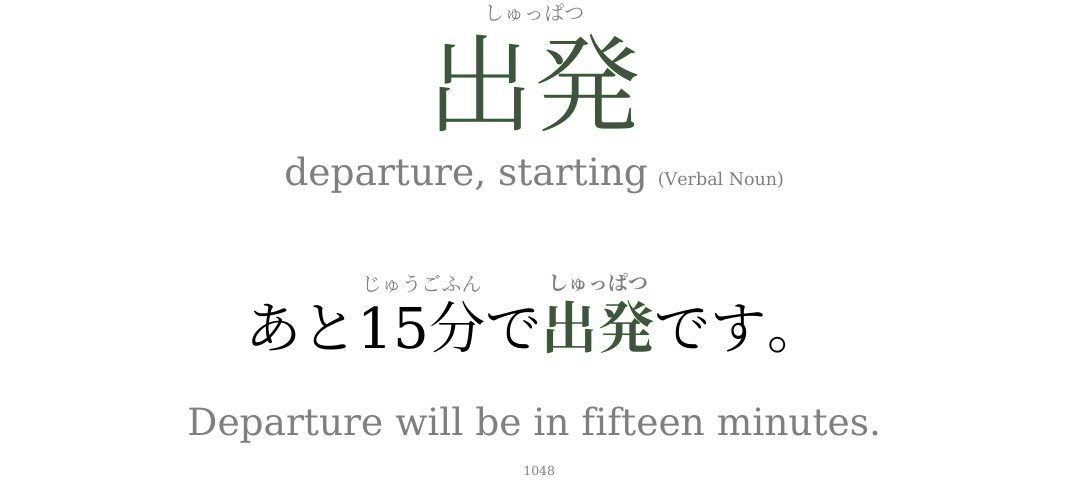 しゅっぱつ
出発
departure, starting (Verbal Noun)
じゅうごふん しゅっぱつ
あと15分で出発です。
Departure will be in fifteen minutes.
1048